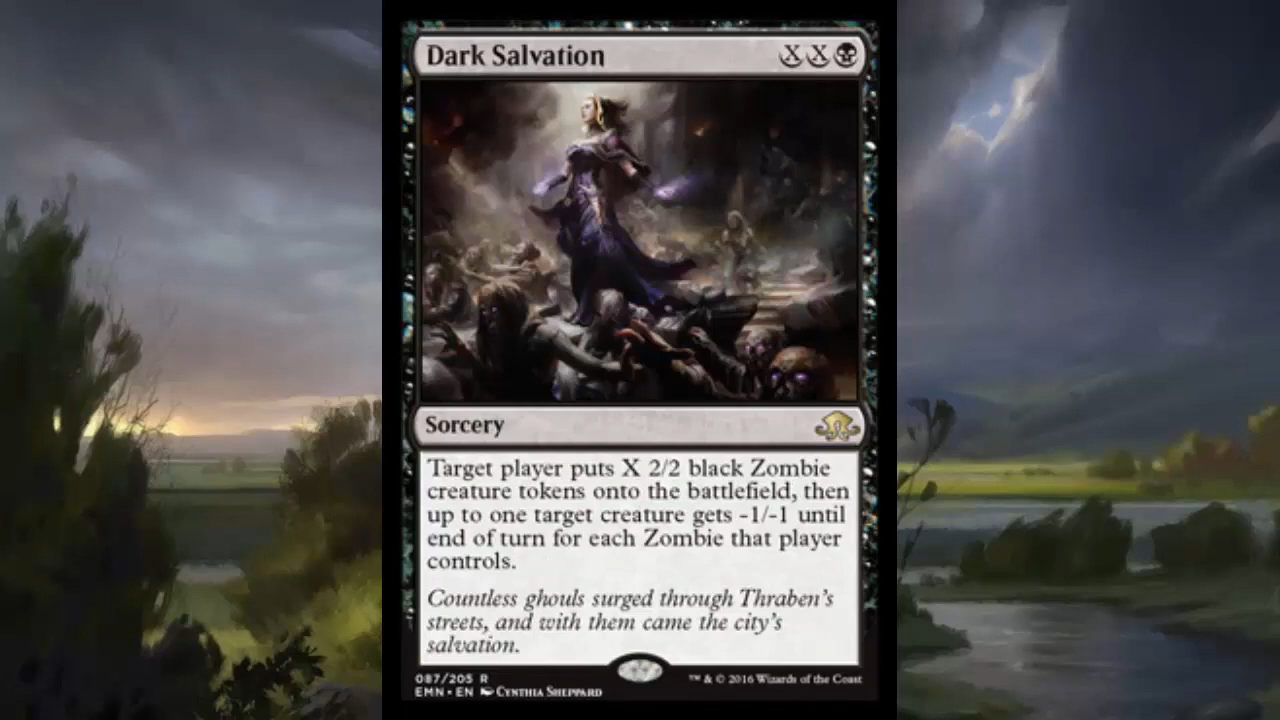 Dark Salvation XX
Sorcery
Target player puts X 2/2 black Zombie
creature tokens onto the battlefield, then
up to one target creature gets -1/-1 until
end of turn for each Zombie that player
controls.
Countless ghouls surged through Thraben's
streets, and with them came the city's
salvation.
087/205 R
™ & © 2016 Wizards of the Coast
EMN • EN Cynthia Sheppard